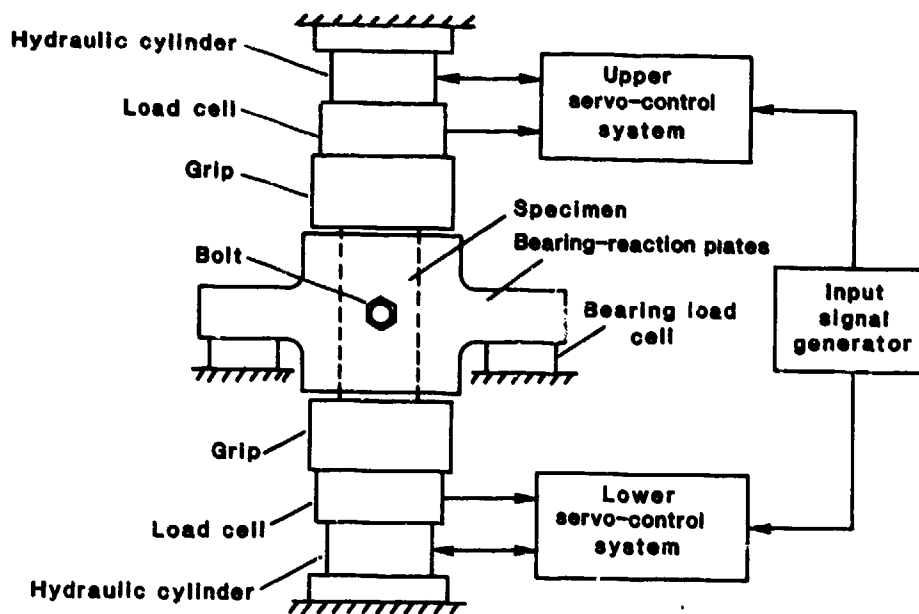 Hydraulic cylinder
Load cell
Grip
Bolt
Upper
servo-control
system
Specimen
Bearing-reaction plates
Bearing load
cell
Input
signal
generator
Grip
Load cell
Hydraulic cylinder
Lower
servo-control
system